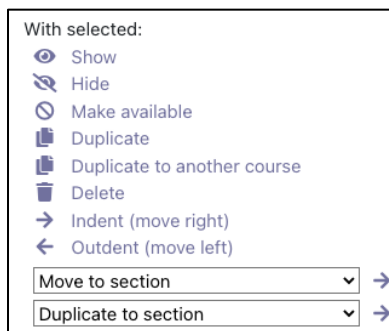 With selected:
Show
Hide
Make available
Duplicate
Duplicate to another course
Delete
Indent (move right)
Outdent (move left)
Move to section
Duplicate to section